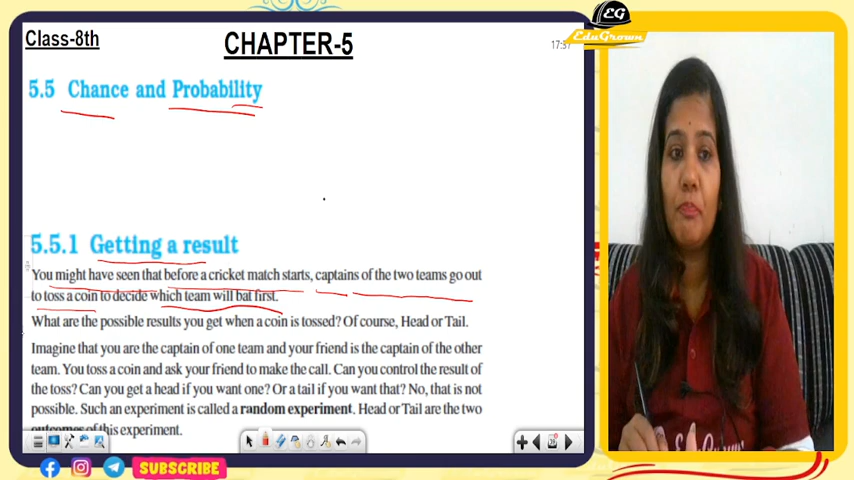 Class-8th
CHAPTER-5
EG
EduGrown
17:37
5.5 Chance and Probability
5.5.1 Getting a result
You might have seen that before a cricket match starts, captains of the two teams go out
to toss a coin to decide which team will bat first.
What are the possible results you get when a coin is tossed? Of course, Head or Tail.
Imagine that you are the captain of one team and your friend is the captain of the other
team. You toss a coin and ask your friend to make the call. Can you control the result of
the toss? Can you get a head if you want one? Or a tail if you want that? No, that is not
possible. Such an experiment is called a random experiment. Head or Tail are the two
outcomes of this experiment.
SUBSCRIBE